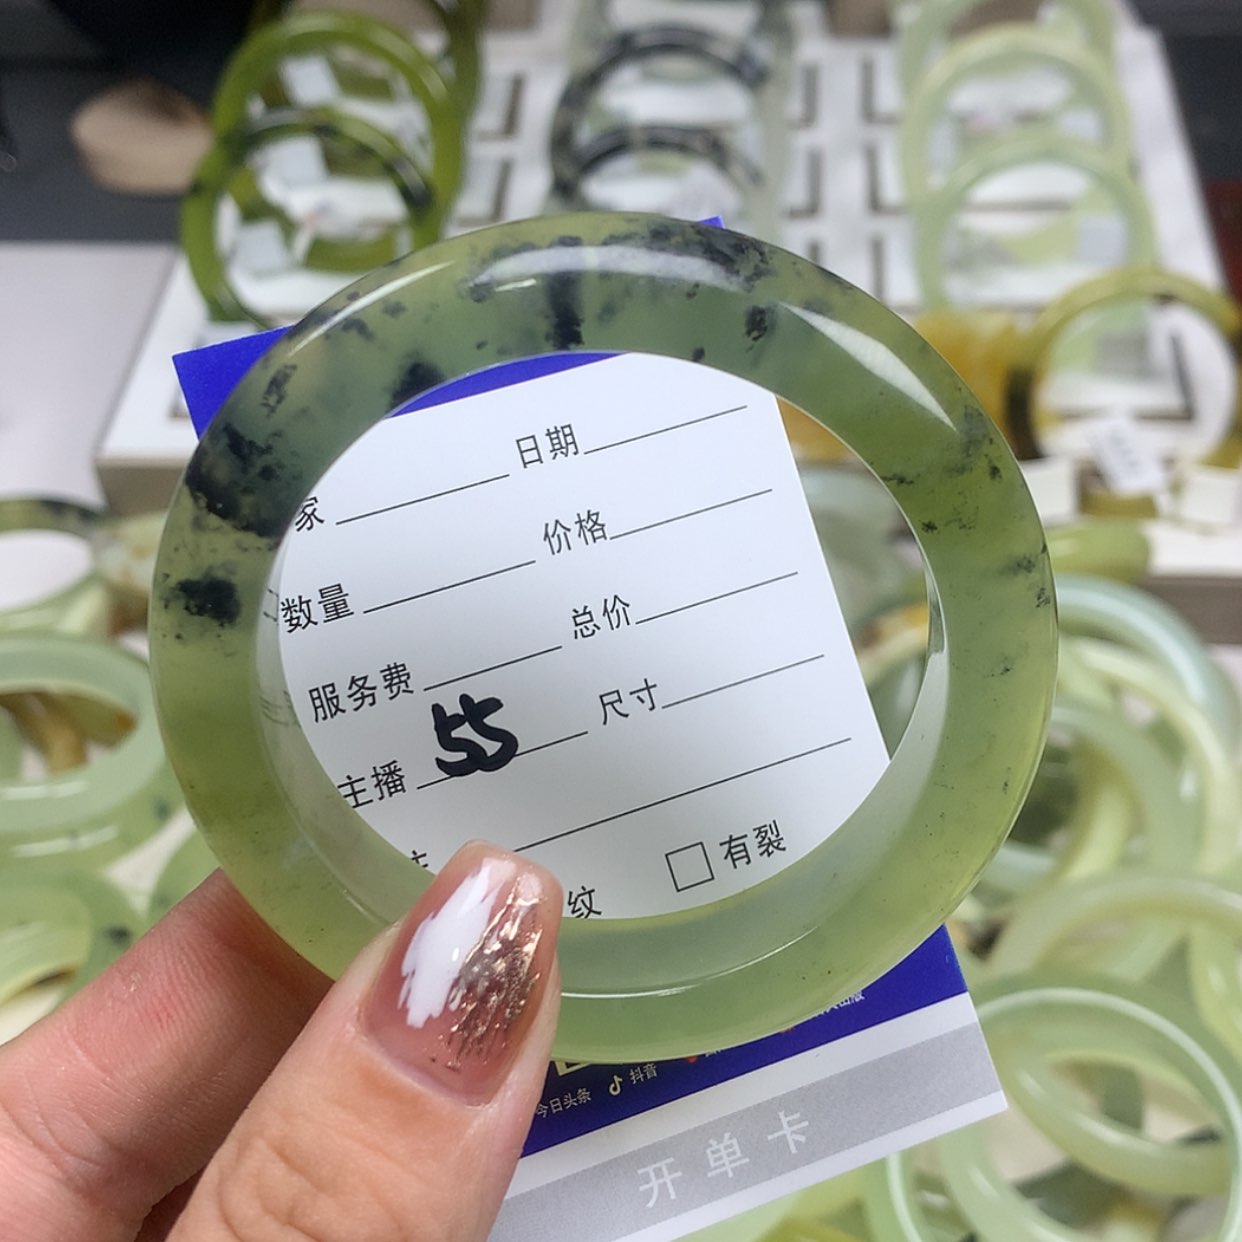 日期
家
价格
数量
总价
服务费
尺寸
55
主播
有裂
纹
今日头条 抖音
开单卡